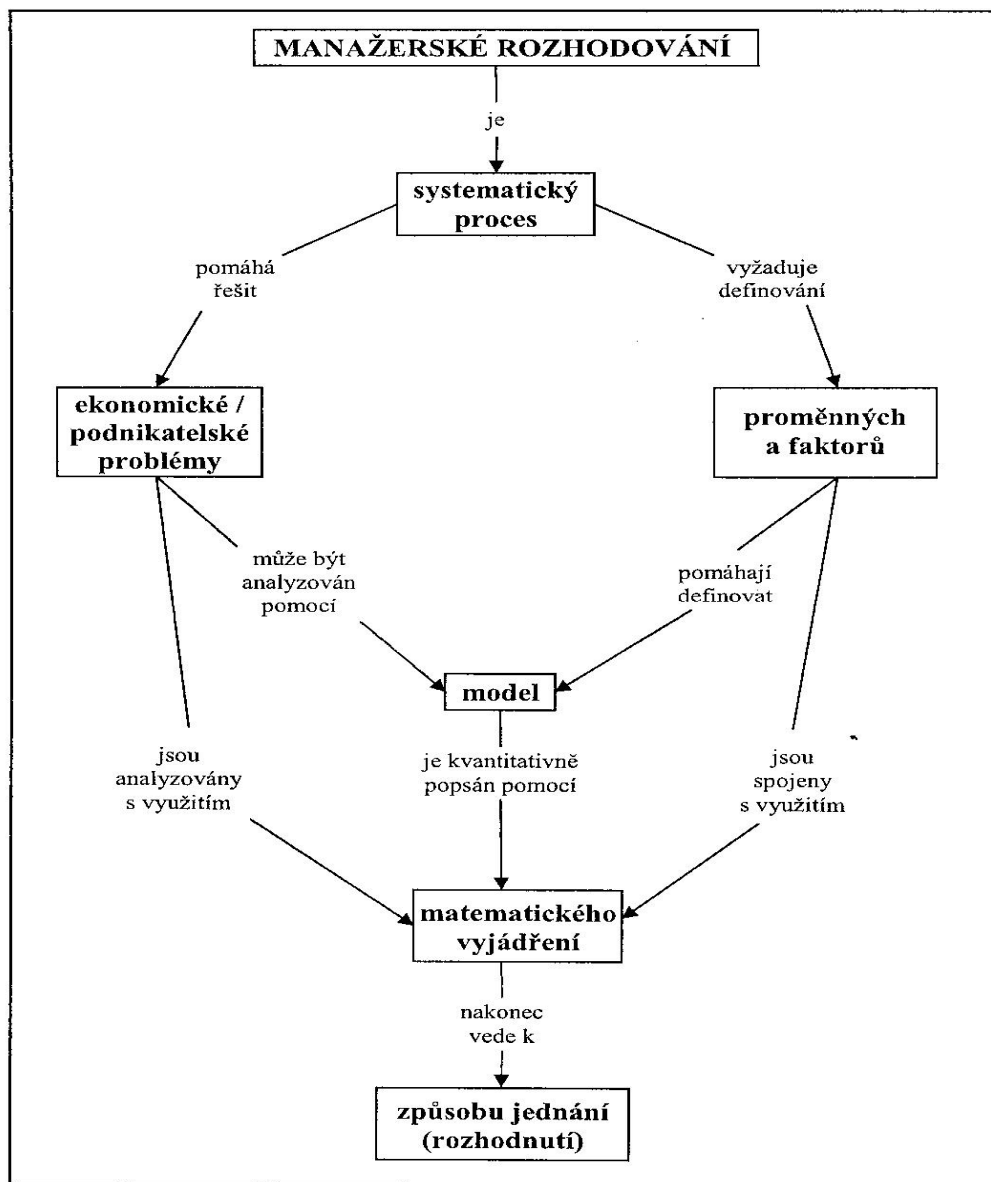 MANAŽERSKÉ ROZHODOVÁNÍ
je
systematický
proces
pomáhá
řešit
vyžaduje
definování
ekonomické /
podnikatelské
problémy
proměnných
a faktorů
může být
analyzován
pomocí
pomáhají
definovat
model
jsou
analyzovány
s využitím
je kvantitativně
popsán pomocí
jsou
spojeny
s využitím
matematického
vyjádření
nakonec
vede k
způsobu jednání
(rozhodnutí)